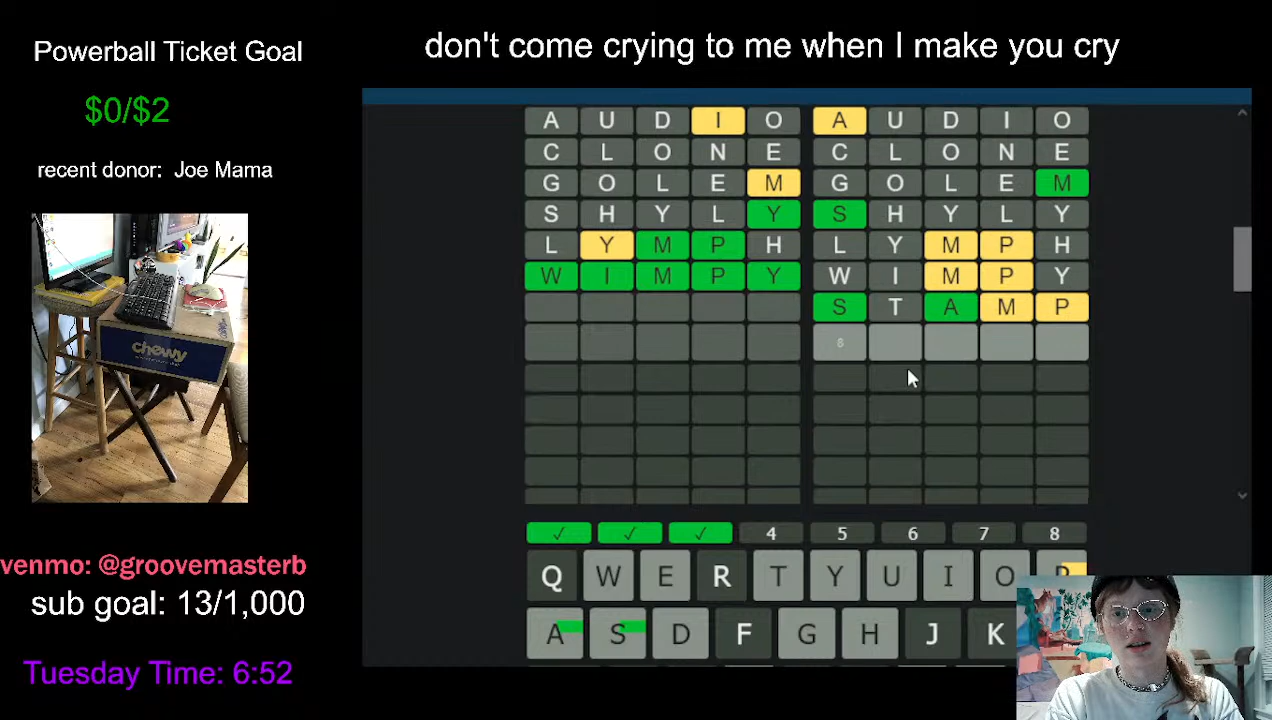 Powerball Ticket Goal
don't come crying to me when I make you cry
$0/$2
recent donor: Joe Mama
A U D I O A U D I O
C L O N E C L O N E
G O L E M G O L E M
S H Y L Y S H Y L Y
L Y M P H L Y M P H
W I M P Y W I M P Y
S T A M P
chewy
✓ ✓ ✓ 4 5 6 7 8
Q W E R T Y U I O
A S D F G H J K
venmo: @groovemasterb
sub goal: 13/1,000
Tuesday Time: 6:52